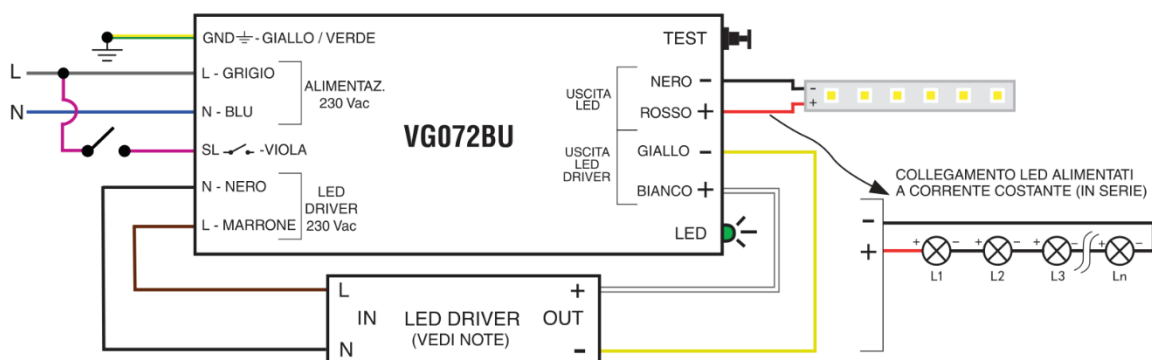 GND - GIALLO / VERDE
L
L - GRIGIO
ALIMENTAZ.
230 Vac
N
N - BLU
SL - VIOLA
N - NERO
LED
DRIVER
230 Vac
L - MARRONE
VG072BU
TEST
NERO -
USCITA
LED
ROSSO +
GIALLO -
USCITA
LED
DRIVER
BIANCO +
LED
- 
+
COLLEGAMENTO LED ALIMENTATI
A CORRENTE COSTANTE (IN SERIE)
-
+
+ - + - + - + -
L1 L2 L3 Ln
L +
IN LED DRIVER OUT
(VEDI NOTE)
N -